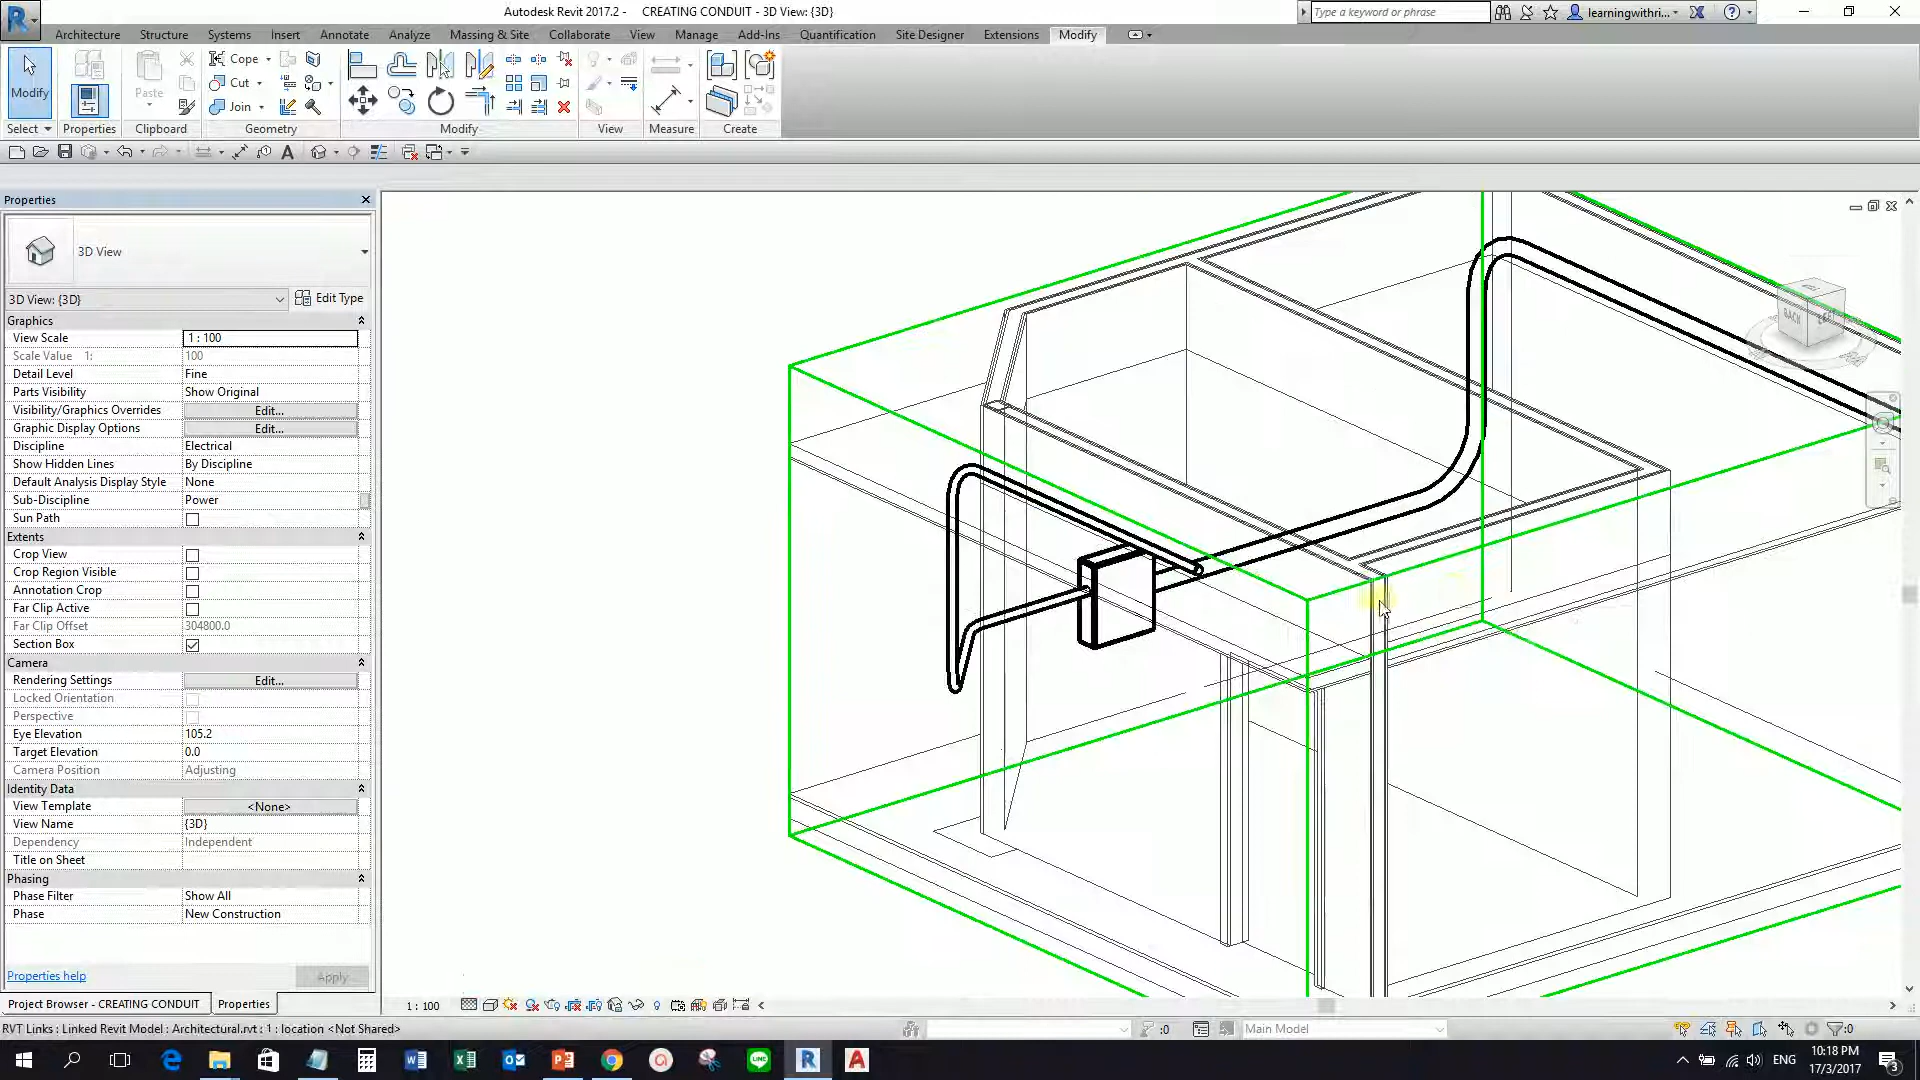 Autodesk Revit 2017.2 - CREATING CONDUIT - 3D View: {3D}
Type a keyword or phrase
learningwithri...
Architecture Structure Systems Insert Annotate Analyze Massing & Site Collaborate View Manage Add-Ins Quantification Site Designer Extensions Modify
Modify
Paste
Cope
Cut
Join
Select Properties Clipboard Geometry Modify View Measure Create
Properties
3D View
3D View: {3D} Edit Type
Graphics
View Scale 1 : 100
Scale Value 1: 100
Detail Level Fine
Parts Visibility Show Original
Visibility/Graphics Overrides Edit...
Graphic Display Options Edit...
Discipline Electrical
Show Hidden Lines By Discipline
Default Analysis Display Style None
Sub-Discipline Power
Sun Path
Extents
Crop View
Crop Region Visible
Annotation Crop
Far Clip Active
Far Clip Offset 304800.0
Section Box
Camera
Rendering Settings Edit...
Locked Orientation
Perspective
Eye Elevation 105.2
Target Elevation 0.0
Camera Position Adjusting
Identity Data
View Template <None>
View Name {3D}
Dependency Independent
Title on Sheet
Phasing
Phase Filter Show All
Phase New Construction
Properties help Apply
Project Browser - CREATING CONDUIT Properties
BACK LEFT
1 : 100
RVT Links : Linked Revit Model : Architectural.rvt : 1 : location <Not Shared>
:0
Main Model
:0
ENG
10:18 PM
17/3/2017
3